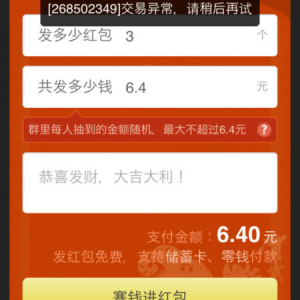 [268502349]交易异常，请稍后再试
发多少红包 3 个
共发多少钱 6.4 元
群里每人抽到的金额随机，最大不超过6.4元 ?
恭喜发财，大吉大利！
支付金额：6.40元
发红包免费，支持储蓄卡、零钱付款
塞钱进红包